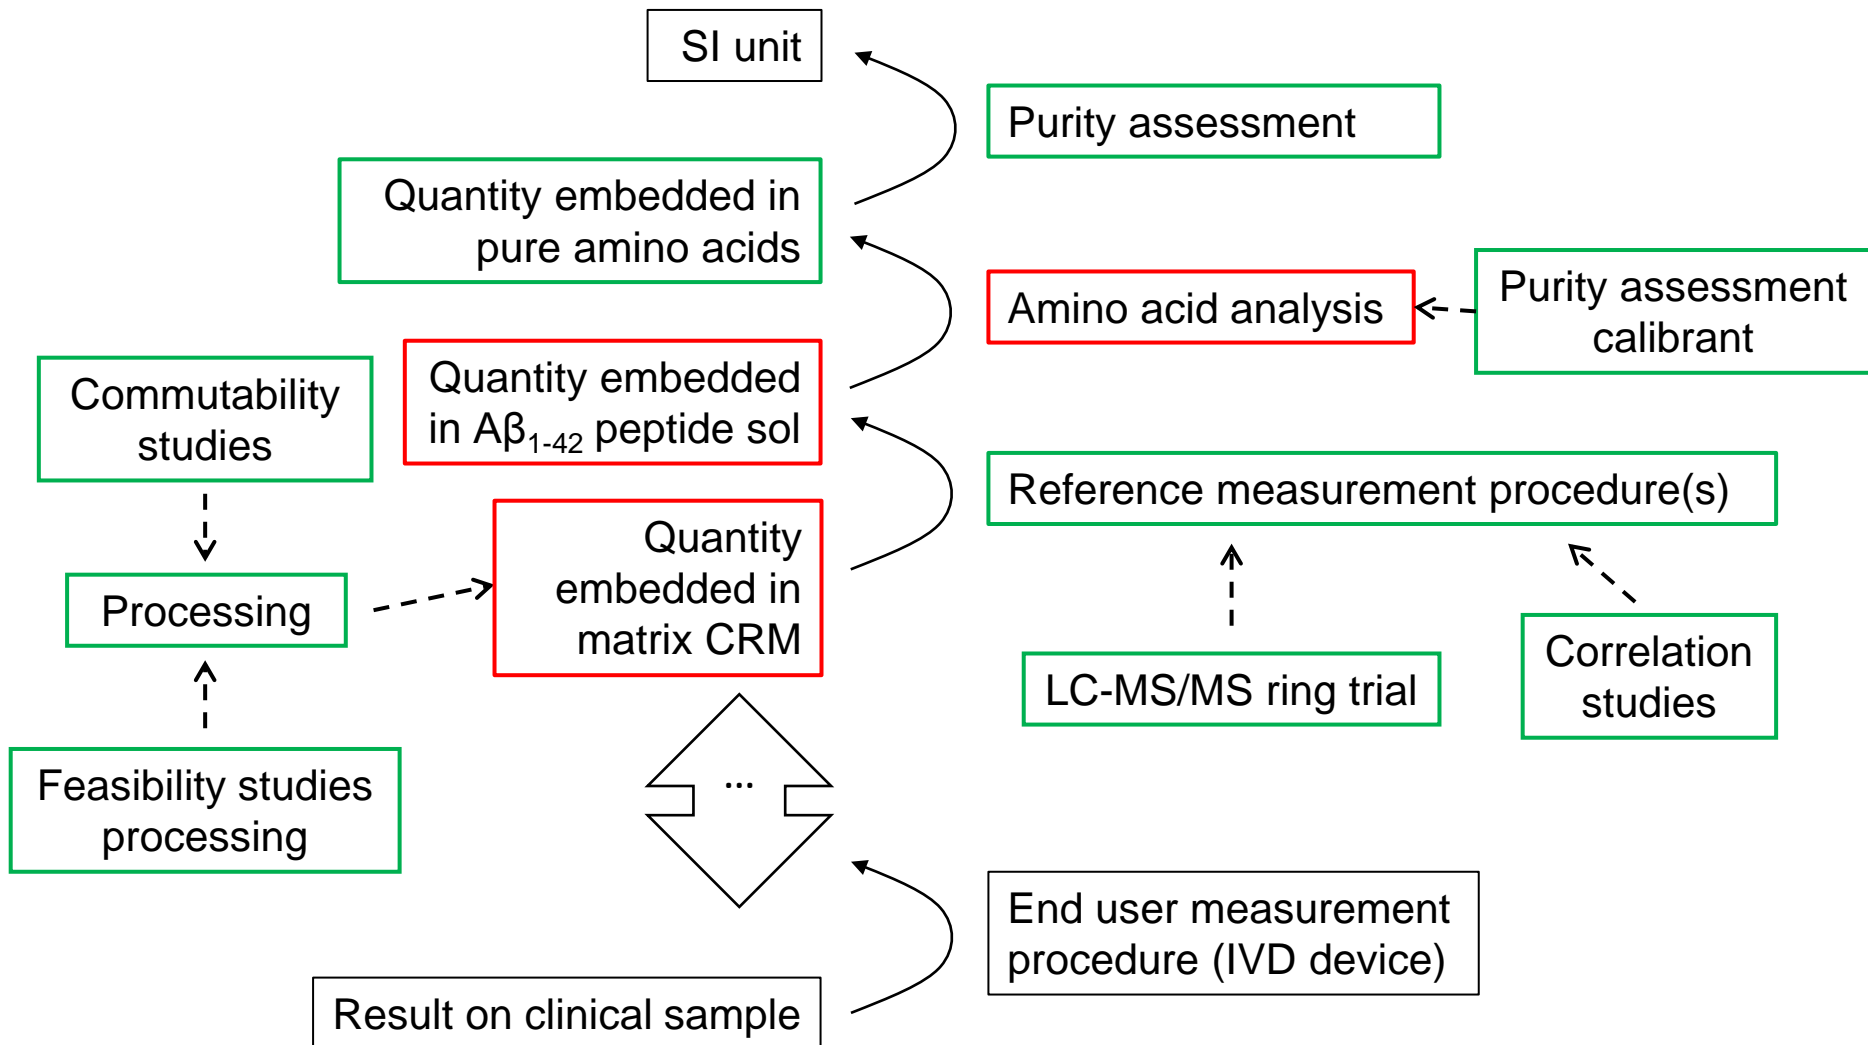 SI unit
Purity assessment
Quantity embedded in
pure amino acids
Amino acid analysis
Purity assessment
calibrant
Commutability
studies
Quantity embedded
in Aβ₁₋₄₂ peptide sol
Reference measurement procedure(s)
Processing
Quantity
embedded in
matrix CRM
LC-MS/MS ring trial
Correlation
studies
Feasibility studies
processing
...
End user measurement
procedure (IVD device)
Result on clinical sample